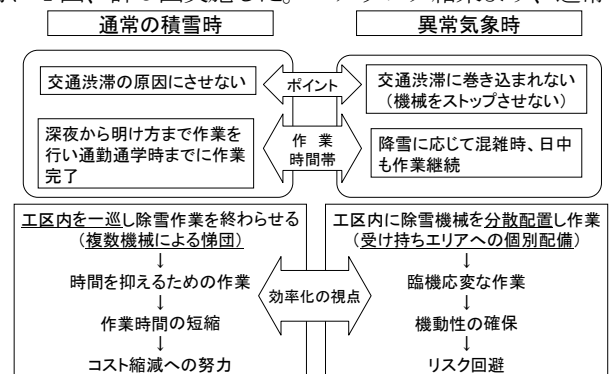 通常の積雪時
異常気象時
交通渋滞の原因にさせない
ポイント
交通渋滞に巻き込まれない
（機械をストップさせない）
深夜から明け方まで作業を
行い通勤通学時までに作業
完了
作 業
時間帯
降雪に応じて混雑時、日中
も作業継続
工区内を一巡し除雪作業を終わらせる
（複数機械による梯団）
↓
時間を抑えるための作業
↓
作業時間の短縮
↓
コスト縮減への努力
効率化の視点
工区内に除雪機械を分散配置し作業
（受け持ちエリアへの個別配備）
↓
臨機応変な作業
↓
機動性の確保
↓
リスク回避